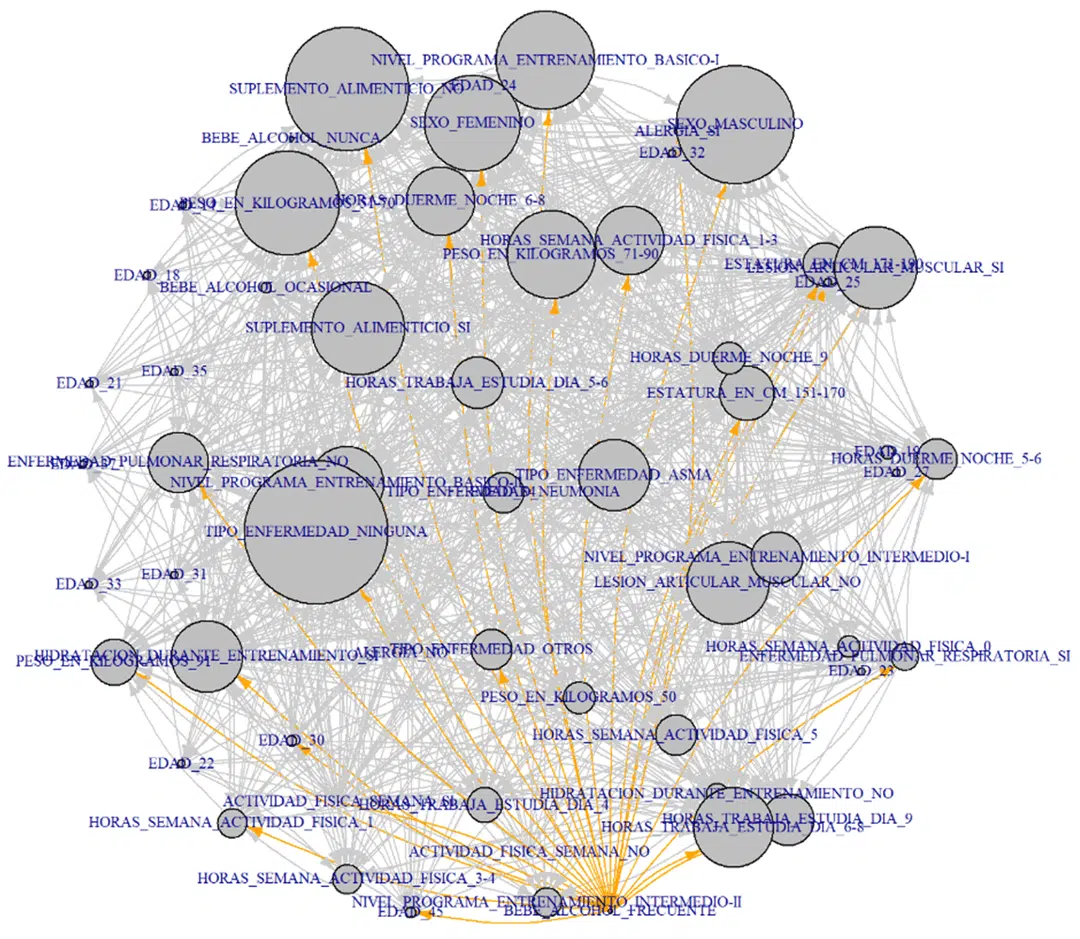 NIVEL_PROGRAMA_ENTRENAMIENTO_BASICO-I
SUPLEMENTO_ALIMENTICIO_NO
EDAD_24
SEXO_FEMENINO
SEXO_MASCULINO
ALERGIA_SI
BEBE_ALCOHOL_NUNCA
EDAD_32
HORAS_DUERME_NOCHE_6-8
PESO_EN_KILOGRAMOS_51-70
HORAS_SEMANA_ACTIVIDAD_FISICA_1-3
PESO_EN_KILOGRAMOS_71-90
ESTATURA_EN_CM_171-190
LESION_ARTICULAR_MUSCULAR_SI
EDAD_18
EDAD_25
BEBE_ALCOHOL_OCASIONAL
SUPLEMENTO_ALIMENTICIO_SI
HORAS_DUERME_NOCHE_9
EDAD_35
EDAD_21
HORAS_TRABAJA_ESTUDIA_DIA_5-6
ESTATURA_EN_CM_151-170
HORAS_DUERME_NOCHE_5-6
ENFERMEDAD_PULMONAR_RESPIRATORIA_NO
EDAD_27
TIPO_ENFERMEDAD_ASMA
NIVEL_PROGRAMA_ENTRENAMIENTO_BASICO-II
TIPO_ENFERMEDAD_NEUMONIA
TIPO_ENFERMEDAD_NINGUNA
NIVEL_PROGRAMA_ENTRENAMIENTO_INTERMEDIO-I
EDAD_31
EDAD_33
LESION_ARTICULAR_MUSCULAR_NO
HORAS_SEMANA_ACTIVIDAD_FISICA_0
TIPO_ENFERMEDAD_OTROS
ALERGIA_NO
HIDRATACION_DURANTE_ENTRENAMIENTO_SI
ENFERMEDAD_PULMONAR_RESPIRATORIA_SI
PESO_EN_KILOGRAMOS_91
EDAD_23
PESO_EN_KILOGRAMOS_50
HORAS_SEMANA_ACTIVIDAD_FISICA_5
EDAD_30
EDAD_22
HIDRATACION_DURANTE_ENTRENAMIENTO_NO
ACTIVIDAD_FISICA_SEMANA_SI
HORAS_TRABAJA_ESTUDIA_DIA_4
HORAS_TRABAJA_ESTUDIA_DIA_9
HORAS_SEMANA_ACTIVIDAD_FISICA_1
HORAS_TRABAJA_ESTUDIA_DIA_6-8
ACTIVIDAD_FISICA_SEMANA_NO
HORAS_SEMANA_ACTIVIDAD_FISICA_3-4
NIVEL_PROGRAMA_ENTRENAMIENTO_INTERMEDIO-II
EDAD_45
BEBE_ALCOHOL_FRECUENTE